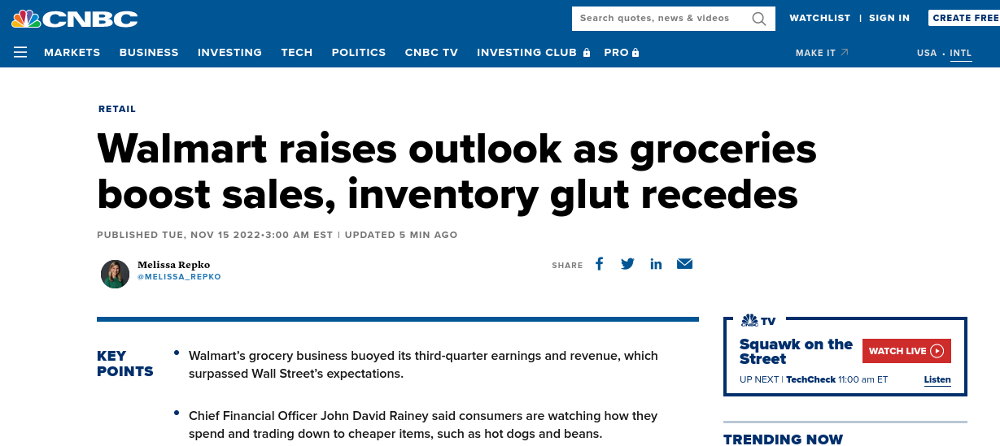 CNBC
Search quotes, news & videos
WATCHLIST | SIGN IN
CREATE FREE
MARKETS BUSINESS INVESTING TECH POLITICS CNBC TV INVESTING CLUB PRO
MAKE IT
USA • INTL
RETAIL
Walmart raises outlook as groceries
boost sales, inventory glut recedes
PUBLISHED TUE, NOV 15 2022•3:00 AM EST | UPDATED 5 MIN AGO
Melissa Repko
@MELISSA_REPKO
SHARE
KEY
POINTS
• Walmart’s grocery business buoyed its third-quarter earnings and revenue, which
surpassed Wall Street’s expectations.
• Chief Financial Officer John David Rainey said consumers are watching how they
spend and trading down to cheaper items, such as hot dogs and beans.
CNBC TV
Squawk on the
Street
WATCH LIVE
UP NEXT | TechCheck 11:00 am ET
Listen
TRENDING NOW